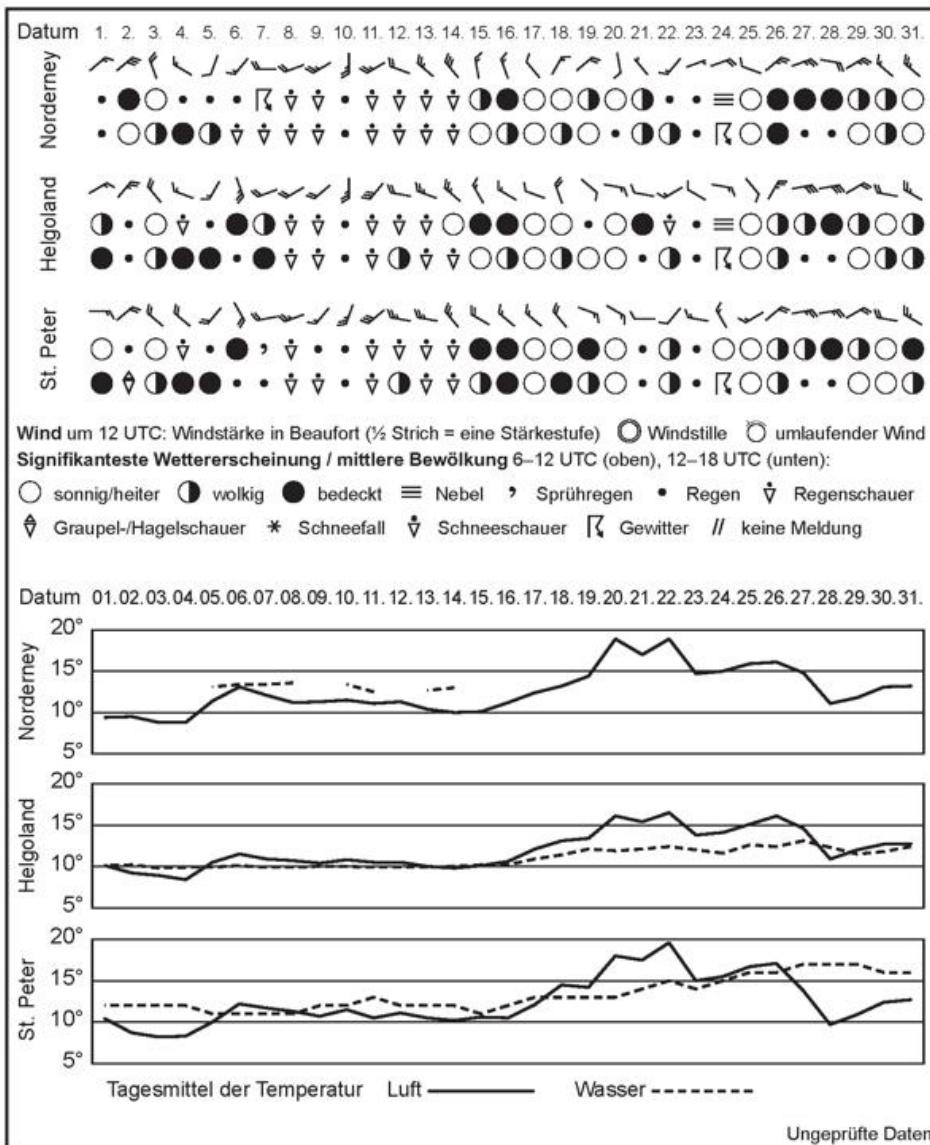 Datum 1. 2. 3. 4. 5. 6. 7. 8. 9. 10. 11. 12. 13. 14. 15. 16. 17. 18. 19. 20. 21. 22. 23. 24. 25. 26. 27. 28. 29. 30. 31.
Norderney
Helgoland
St. Peter
Wind um 12 UTC: Windstärke in Beaufort (½ Strich = eine Stärkestufe) Windstille umlaufender Wind
Signifikanteste Wettererscheinung / mittlere Bewölkung 6–12 UTC (oben), 12–18 UTC (unten):
sonnig/heiter wolkig bedeckt Nebel Sprühregen Regen Regenschauer
Graupel-/Hagelschauer Schneefall Schneeschauer Gewitter keine Meldung
Datum 01. 02. 03. 04. 05. 06. 07. 08. 09. 10. 11. 12. 13. 14. 15. 16. 17. 18. 19. 20. 21. 22. 23. 24. 25. 26. 27. 28. 29. 30. 31.
Norderney
20°
15°
10°
5°
Helgoland
20°
15°
10°
5°
St. Peter
20°
15°
10°
5°
Tagesmittel der Temperatur Luft Wasser
Ungeprüfte Daten